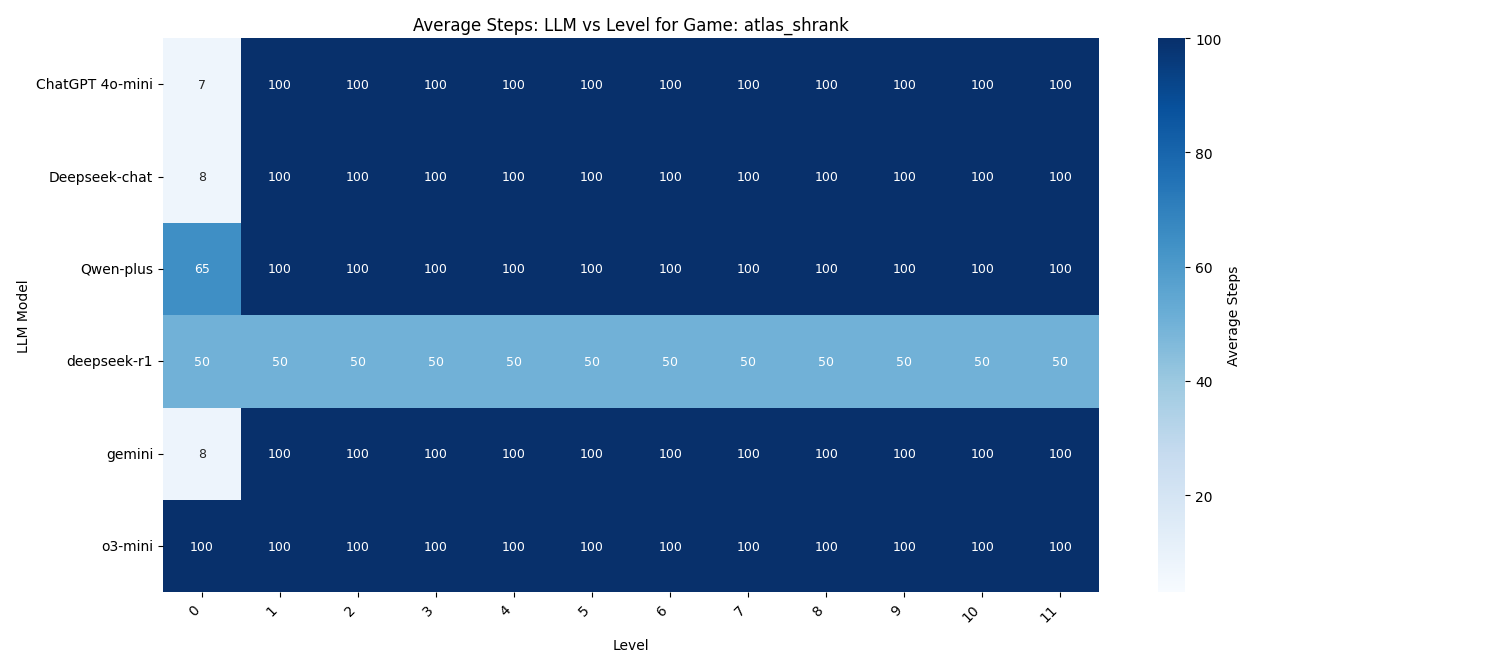 Average Steps: LLM vs Level for Game: atlas_shrank
LLM Model
ChatGPT 4o-mini 7 100 100 100 100 100 100 100 100 100 100 100
Deepseek-chat 8 100 100 100 100 100 100 100 100 100 100 100
Qwen-plus 65 100 100 100 100 100 100 100 100 100 100 100
deepseek-r1 50 50 50 50 50 50 50 50 50 50 50 50
gemini 8 100 100 100 100 100 100 100 100 100 100 100
o3-mini 100 100 100 100 100 100 100 100 100 100 100 100
0 1 2 3 4 5 6 7 8 9 10 11
Level
100
80
60
40
20
Average Steps